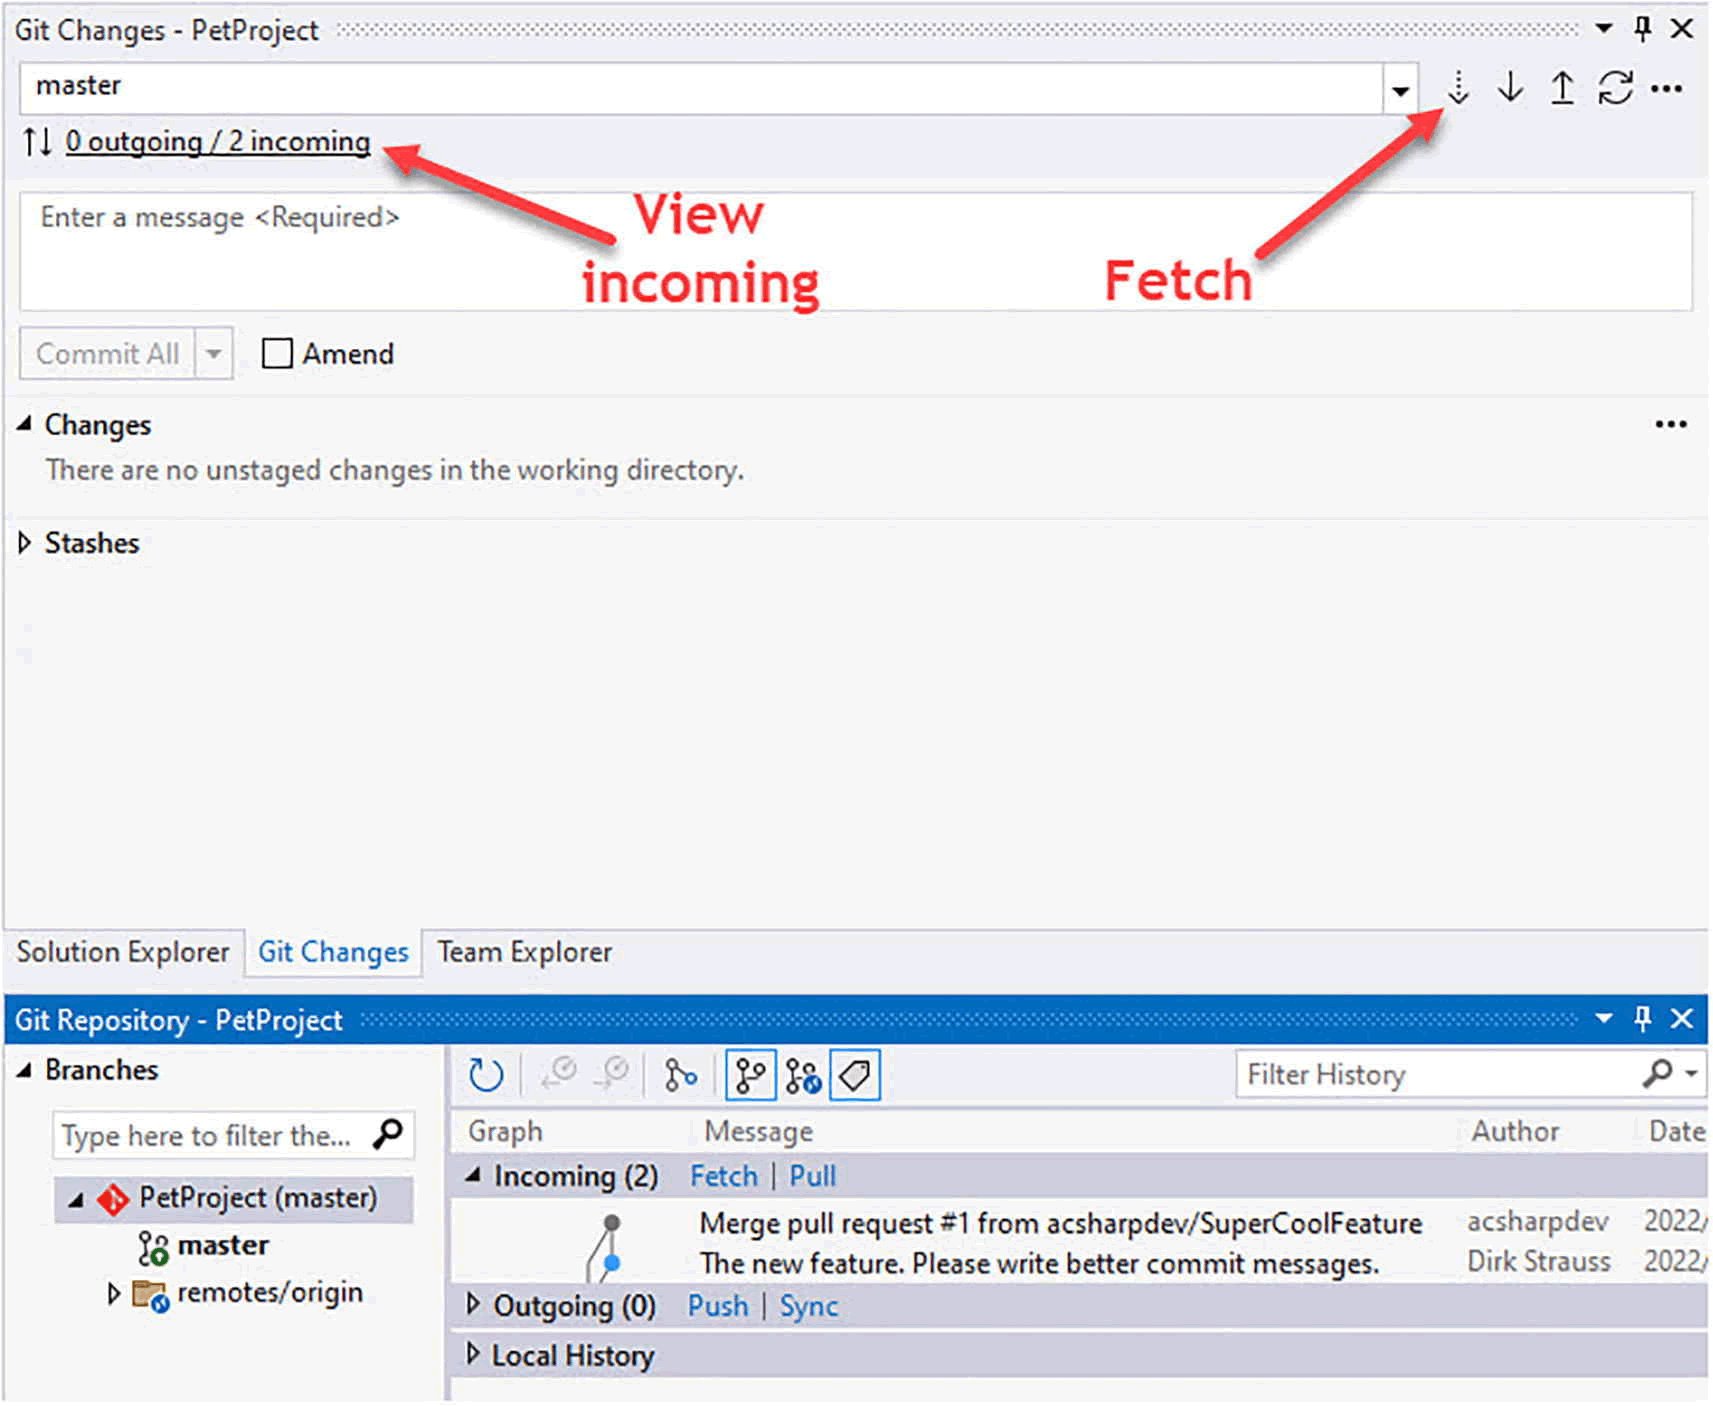 Git Changes - PetProject
master
0 outgoing / 2 incoming
Enter a message <Required>
View
incoming
Fetch
Commit All
Amend
Changes
There are no unstaged changes in the working directory.
Stashes
Solution Explorer Git Changes Team Explorer
Git Repository - PetProject
Branches
Filter History
Type here to filter the...
Graph Message Author Date
Incoming (2) Fetch | Pull
PetProject (master)
Merge pull request #1 from acsharpdev/SuperCoolFeature acsharpdev 2022/
master
The new feature. Please write better commit messages. Dirk Strauss 2022/
remotes/origin
Outgoing (0) Push | Sync
Local History